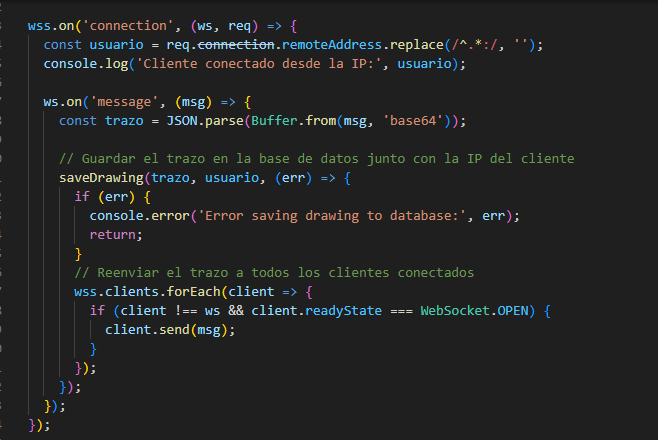 wss.on('connection', (ws, req) => {
const usuario = req.connection.remoteAddress.replace(/^.*:/, '');
console.log('Cliente conectado desde la IP:', usuario);
ws.on('message', (msg) => {
const trazo = JSON.parse(Buffer.from(msg, 'base64'));
// Guardar el trazo en la base de datos junto con la IP del cliente
saveDrawing(trazo, usuario, (err) => {
if (err) {
console.error('Error saving drawing to database:', err);
return;
}
// Reenviar el trazo a todos los clientes conectados
wss.clients.forEach(client => {
if (client !== ws && client.readyState === WebSocket.OPEN) {
client.send(msg);
}
});
});
});
});